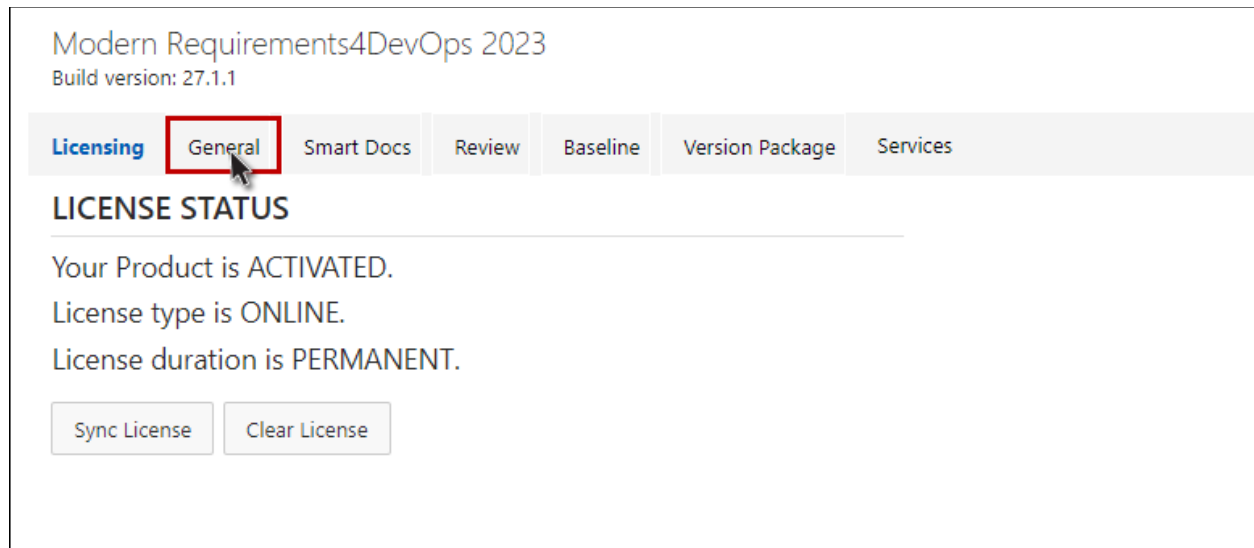 Modern Requirements4DevOps 2023
Build version: 27.1.1
Licensing General Smart Docs Review Baseline Version Package Services
LICENSE STATUS
Your Product is ACTIVATED.
License type is ONLINE.
License duration is PERMANENT.
Sync License Clear License